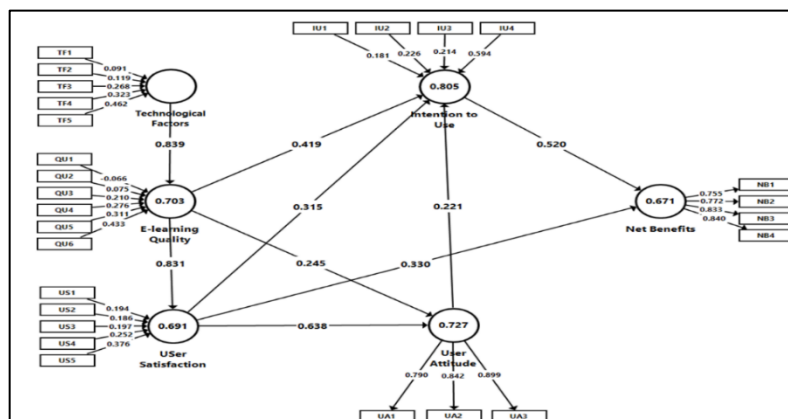 IU1
IU2
IU3
IU4
0.181
0.226
0.214
0.594
TF1
TF2
TF3
TF4
TF5
0.091
0.119
0.268
0.323
0.462
Technological
Factors
0.805
Intention to
Use
0.839
0.419
0.520
QU1
QU2
QU3
QU4
QU5
QU6
-0.066
0.075
0.210
0.276
0.311
0.433
0.703
E-learning
Quality
0.315
0.221
0.671
Net Benefits
0.755
0.772
0.833
0.840
NB1
NB2
NB3
NB4
0.831
0.245
0.330
US1
US2
US3
US4
US5
0.194
0.186
0.197
0.252
0.376
0.691
USer
Satisfaction
0.638
0.727
User
Attitude
0.790
0.842
0.899
UA1
UA2
UA3